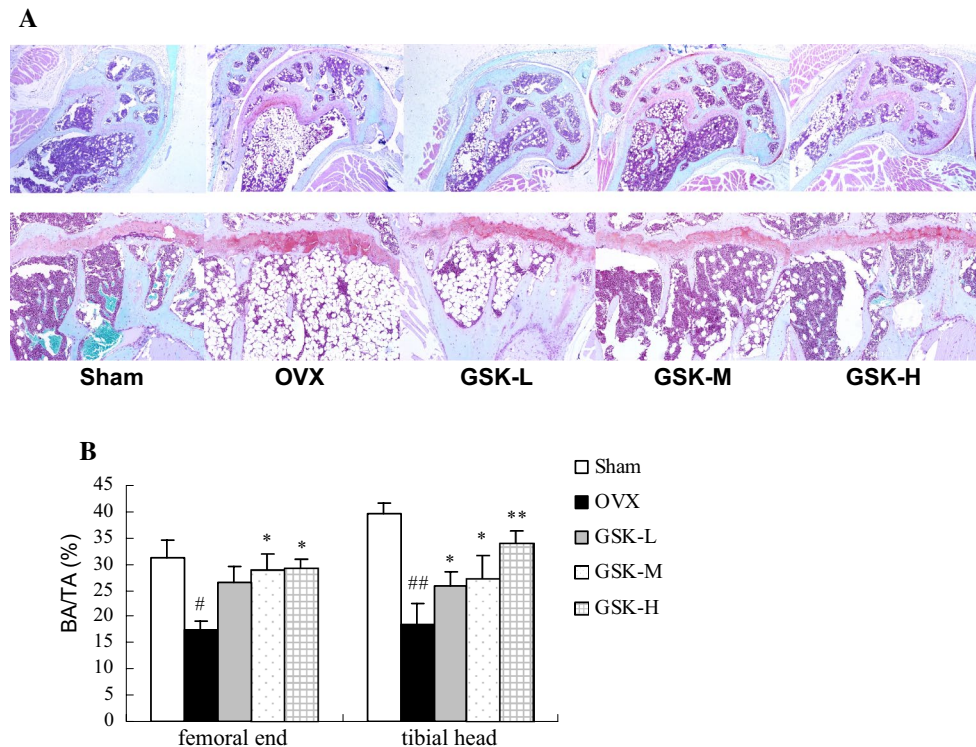 A
Sham OVX GSK-L GSK-M GSK-H
B
BA/TA (%)
45
40
35
30
25
20
15
10
5
0
#
*
*
##
*
*
**
femoral end tibial head
Sham
OVX
GSK-L
GSK-M
GSK-H